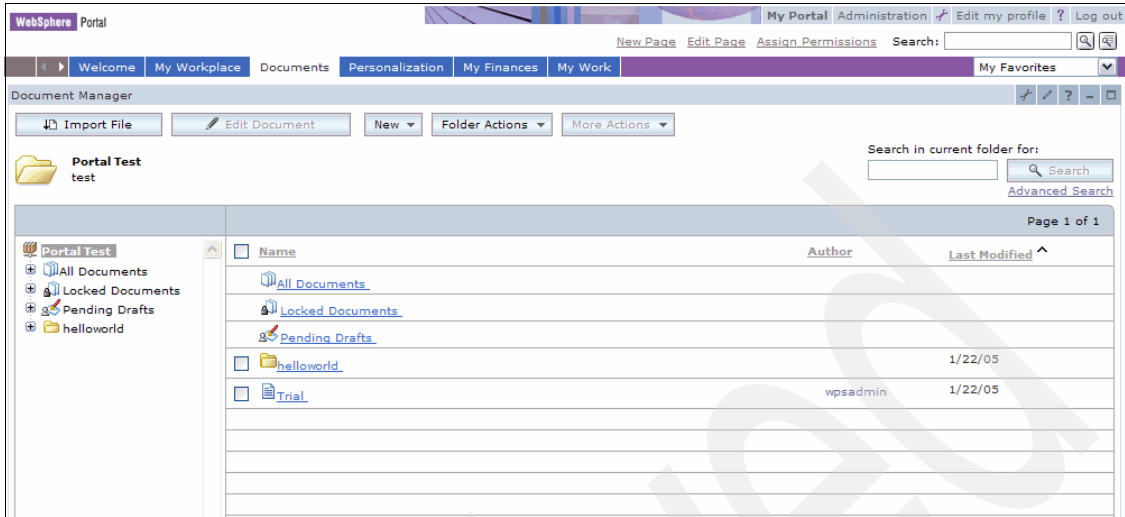 WebSphere Portal
My Portal Administration Edit my profile ? Log out
New Page Edit Page Assign Permissions Search:
Welcome My Workplace Documents Personalization My Finances My Work My Favorites
Document Manager ?
Import File Edit Document New Folder Actions More Actions
Search in current folder for:
Portal Test
test
Search
Advanced Search
Page 1 of 1
Portal Test
All Documents
Locked Documents
Pending Drafts
helloworld
Name Author Last Modified
All Documents
Locked Documents
Pending Drafts
helloworld 1/22/05
Trial wpsadmin 1/22/05